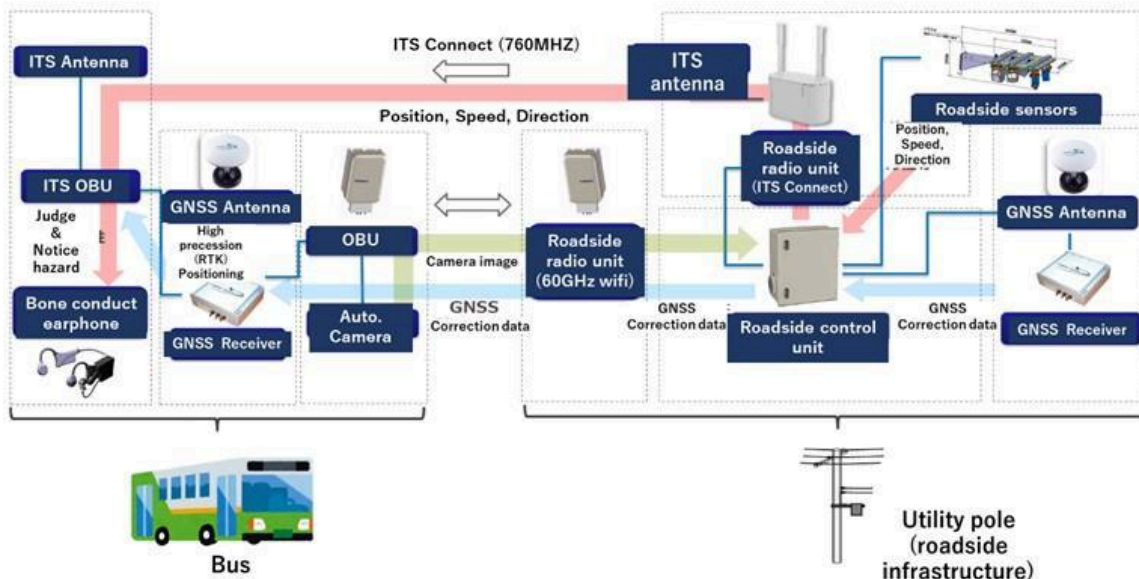 ITS Connect (760MHZ)
ITS Antenna
ITS
antenna
Roadside sensors
Position, Speed, Direction
Position,
Speed,
Direction
Roadside
radio unit
(ITS Connect)
ITS OBU
GNSS Antenna
GNSS Antenna
Judge
&
Notice
hazard
High
precession
(RTK)
Positioning
OBU
Camera image
Roadside
radio unit
(60GHz wifi)
Bone conduct
earphone
GNSS Receiver
Auto.
Camera
GNSS
Correction data
GNSS
Correction data
Roadside control
unit
GNSS
Correction data
GNSS Receiver
Bus
Utility pole
(roadside
infrastructure)